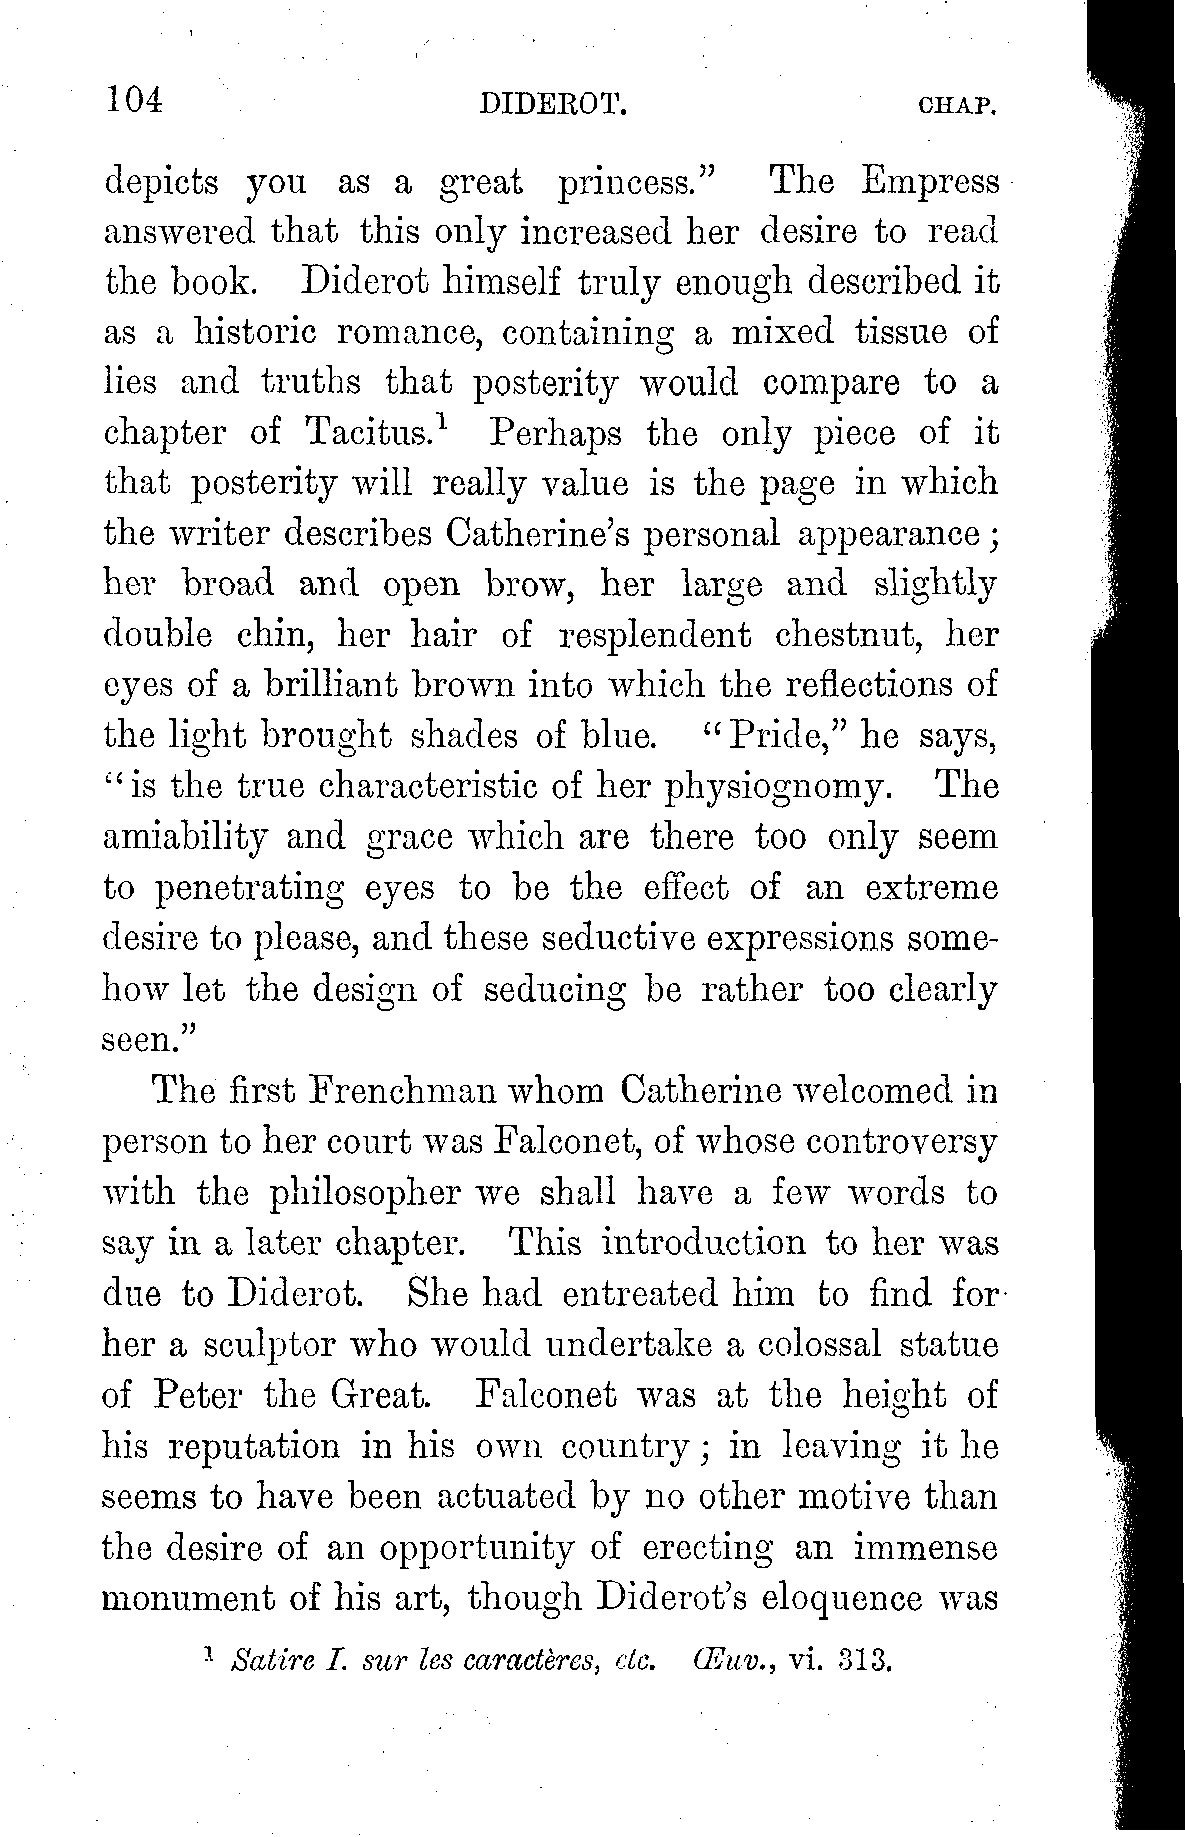 104 DIDEROT. CHAP.
depicts you as a great princess.” The Empress
answered that this only increased her desire to read
the book. Diderot himself truly enough described it
as a historic romance, containing a mixed tissue of
lies and truths that posterity would compare to a
chapter of Tacitus.¹ Perhaps the only piece of it
that posterity will really value is the page in which
the writer describes Catherine’s personal appearance;
her broad and open brow, her large and slightly
double chin, her hair of resplendent chestnut, her
eyes of a brilliant brown into which the reflections of
the light brought shades of blue. “Pride,” he says,
“is the true characteristic of her physiognomy. The
amiability and grace which are there too only seem
to penetrating eyes to be the effect of an extreme
desire to please, and these seductive expressions some-
how let the design of seducing be rather too clearly
seen.”
The first Frenchman whom Catherine welcomed in
person to her court was Falconet, of whose controversy
with the philosopher we shall have a few words to
say in a later chapter. This introduction to her was
due to Diderot. She had entreated him to find for
her a sculptor who would undertake a colossal statue
of Peter the Great. Falconet was at the height of
his reputation in his own country; in leaving it he
seems to have been actuated by no other motive than
the desire of an opportunity of erecting an immense
monument of his art, though Diderot’s eloquence was
¹ Satire I. sur les caractères, etc. Œuv., vi. 313.